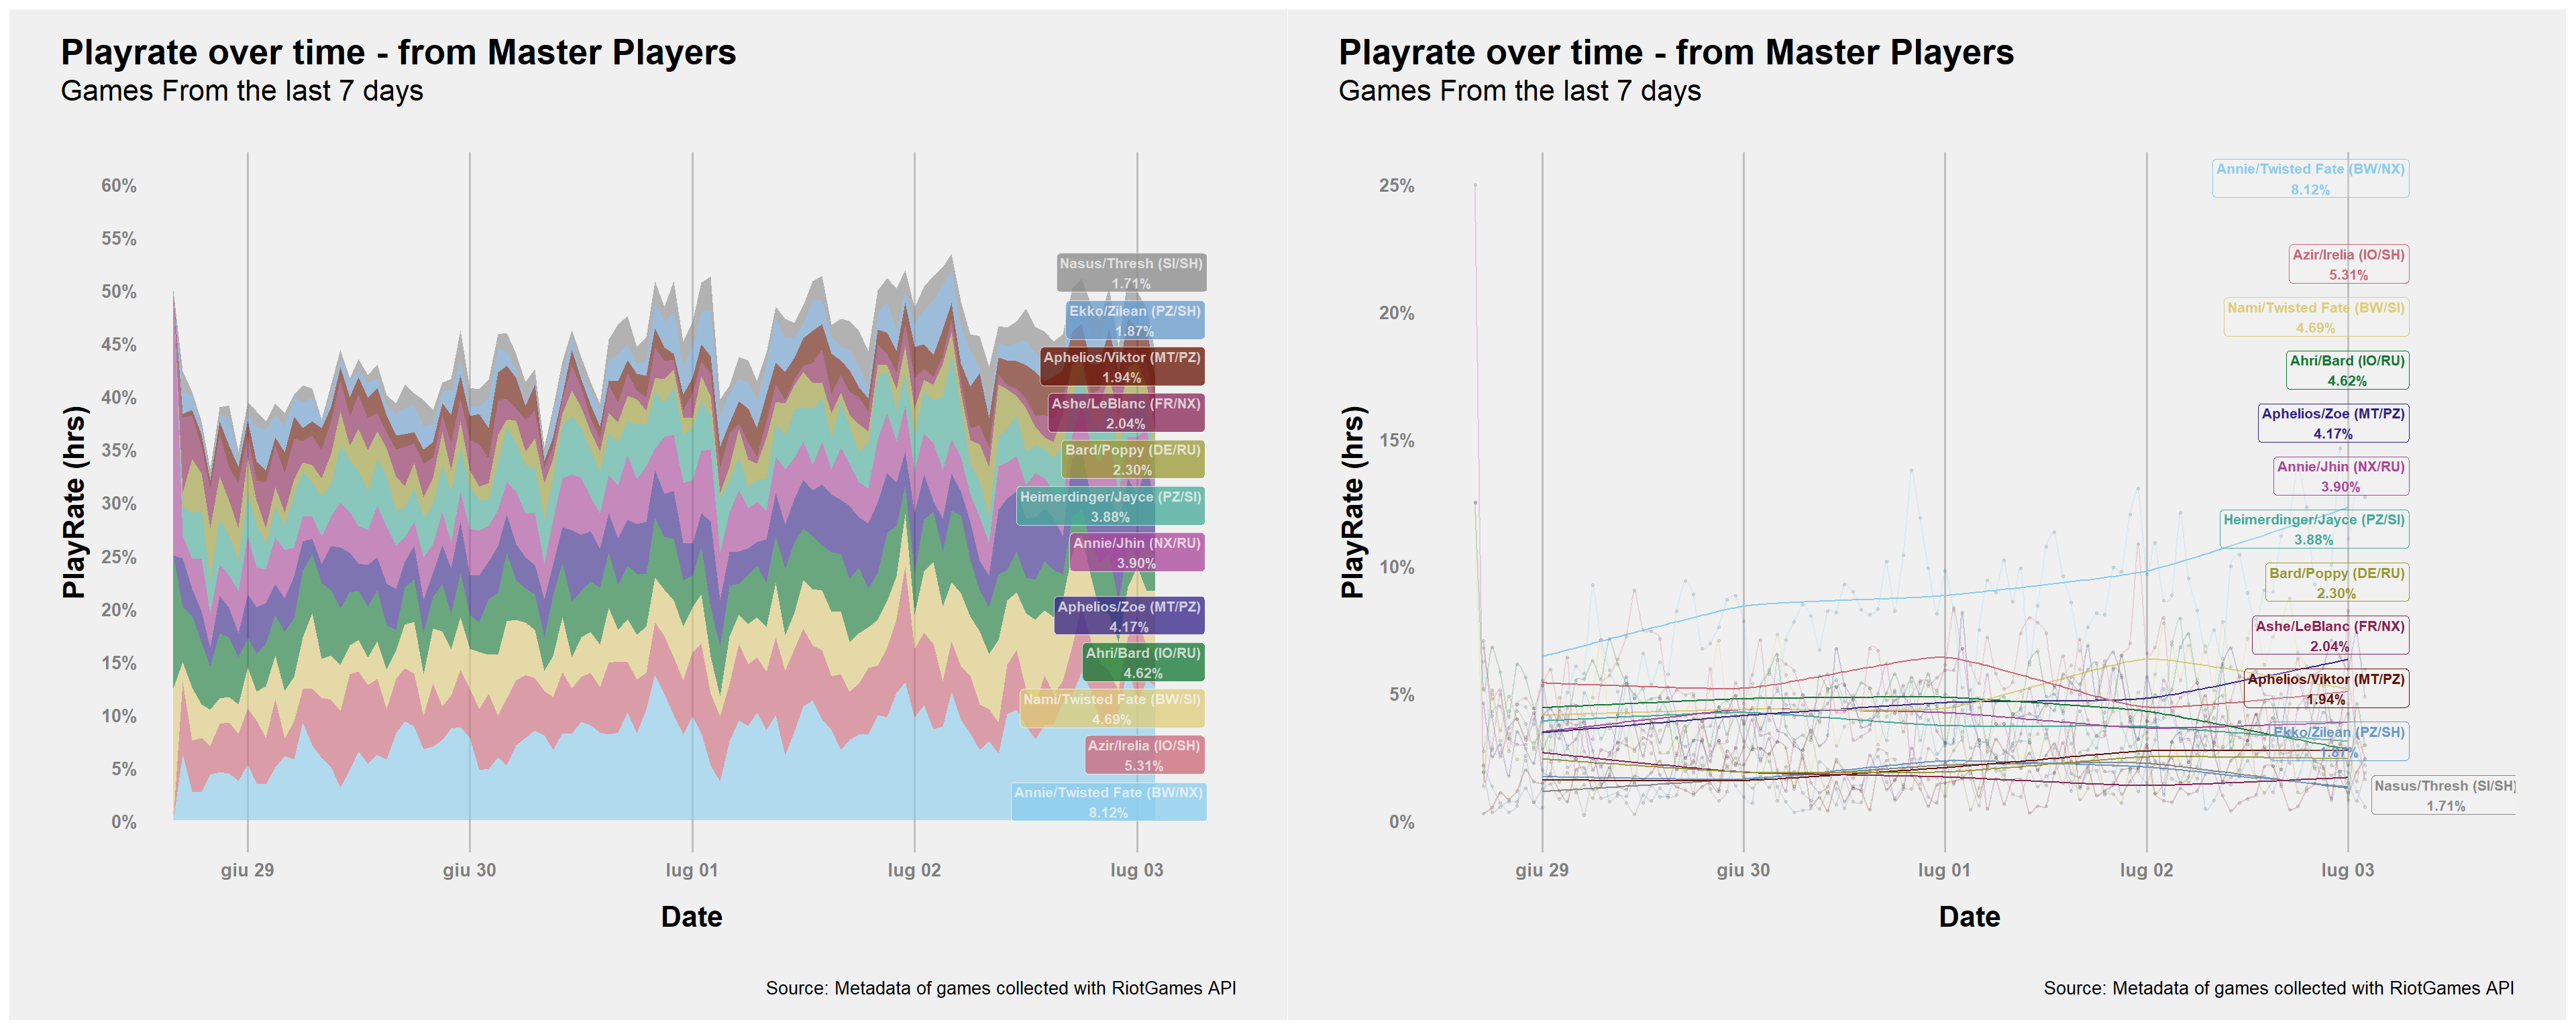 Playrate over time - from Master Players
Games From the last 7 days
PlayRate (hrs)
60%
55%
50%
45%
40%
35%
30%
25%
20%
15%
10%
5%
0%
Nasus/Thresh (SI/SH)
1.71%
Ekko/Zilean (PZ/SH)
1.87%
Aphelios/Viktor (MT/PZ)
1.94%
Ashe/LeBlanc (FR/NX)
2.04%
Bard/Poppy (DE/RU)
2.30%
Heimerdinger/Jayce (PZ/SI)
3.88%
Annie/Jhin (NX/RU)
3.90%
Aphelios/Zoe (MT/PZ)
4.17%
Ahri/Bard (IO/RU)
4.62%
Nami/Twisted Fate (BW/SI)
4.69%
Azir/Irelia (IO/SH)
5.31%
Annie/Twisted Fate (BW/NX)
8.12%
giu 29
giu 30
lug 01
lug 02
lug 03
Date
Source: Metadata of games collected with RiotGames API
Playrate over time - from Master Players
Games From the last 7 days
PlayRate (hrs)
25%
20%
15%
10%
5%
0%
Annie/Twisted Fate (BW/NX)
8.12%
Azir/Irelia (IO/SH)
5.31%
Nami/Twisted Fate (BW/SI)
4.69%
Ahri/Bard (IO/RU)
4.62%
Aphelios/Zoe (MT/PZ)
4.17%
Annie/Jhin (NX/RU)
3.90%
Heimerdinger/Jayce (PZ/SI)
3.88%
Bard/Poppy (DE/RU)
2.30%
Ashe/LeBlanc (FR/NX)
2.04%
Aphelios/Viktor (MT/PZ)
1.94%
Ekko/Zilean (PZ/SH)
1.87%
Nasus/Thresh (SI/SH)
1.71%
giu 29
giu 30
lug 01
lug 02
lug 03
Date
Source: Metadata of games collected with RiotGames API